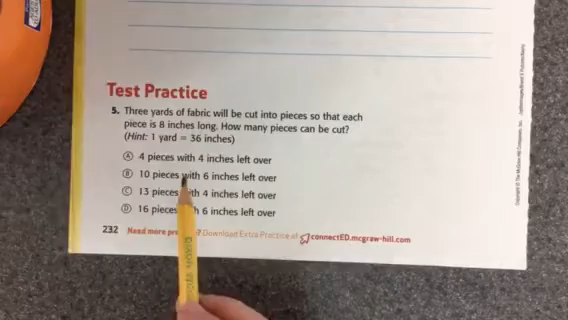 Test Practice
5. Three yards of fabric will be cut into pieces so that each
piece is 8 inches long. How many pieces can be cut?
(Hint: 1 yard = 36 inches)
Ⓐ 4 pieces with 4 inches left over
Ⓑ 10 pieces with 6 inches left over
Ⓒ 13 pieces with 4 inches left over
Ⓓ 16 pieces 6 inches left over
232 Need more ? Download Extra Practice at connectED.mcgraw-hill.com